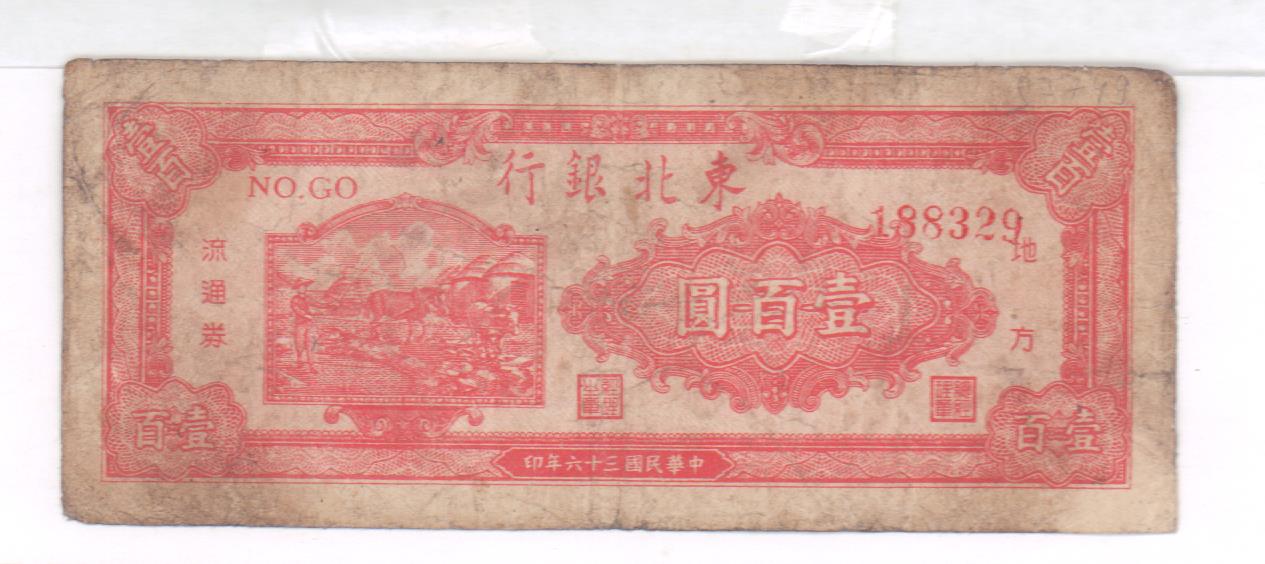 壹百
壹百
東北銀行
NO.GO
188329
地方
流通券
壹百圓
壹百
壹百
中華民國三十六年印